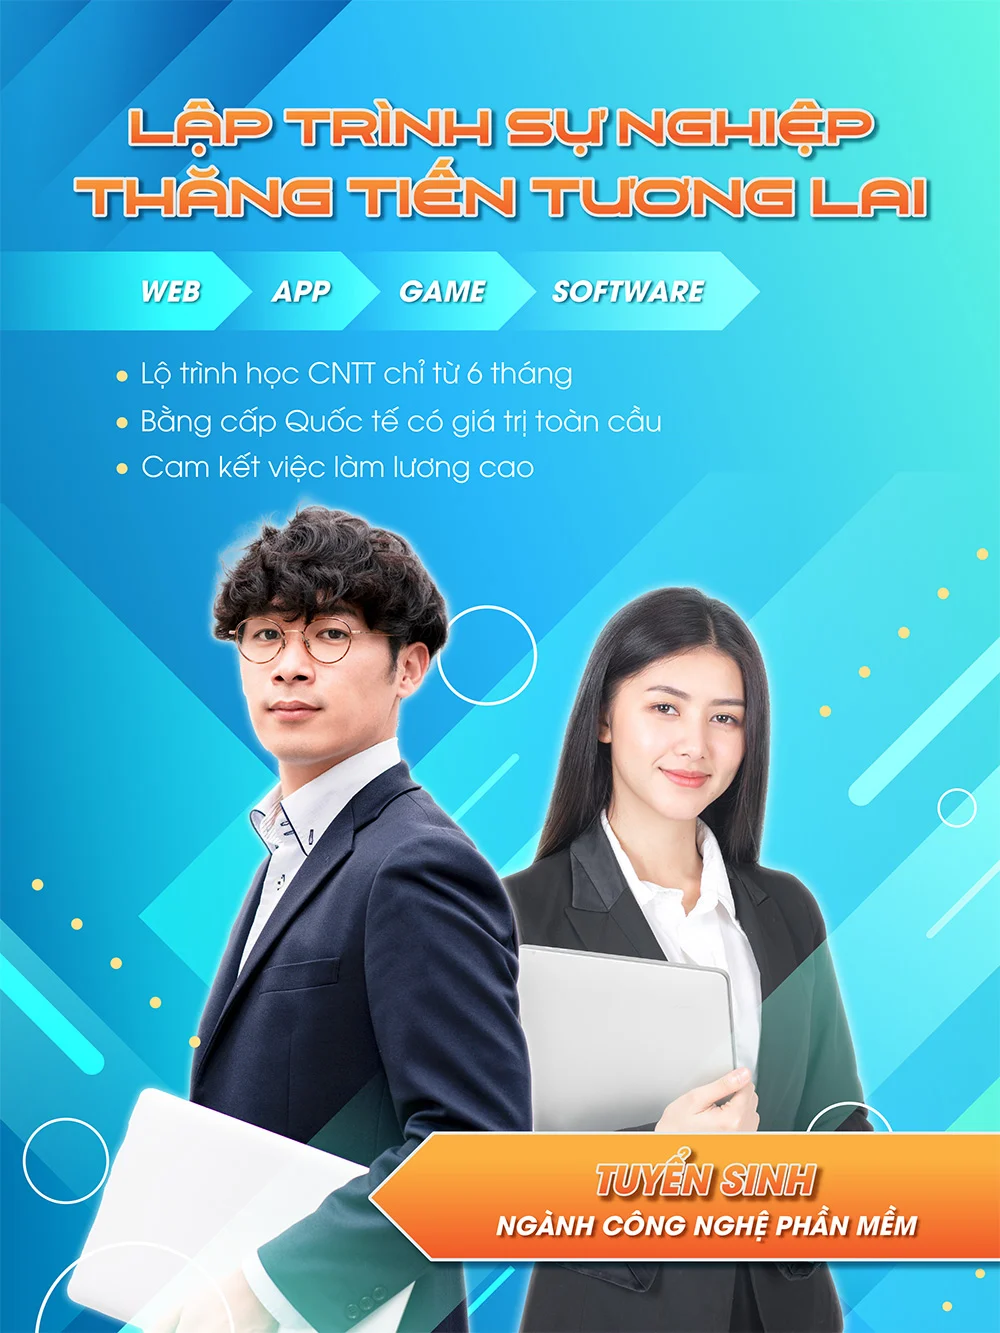 LẬP TRÌNH SỰ NGHIỆP
THĂNG TIẾN TƯƠNG LAI
WEB APP GAME SOFTWARE
• Lộ trình học CNTT chỉ từ 6 tháng
• Bằng cấp Quốc tế có giá trị toàn cầu
• Cam kết việc làm lương cao
TUYỂN SINH
NGÀNH CÔNG NGHỆ PHẦN MỀM